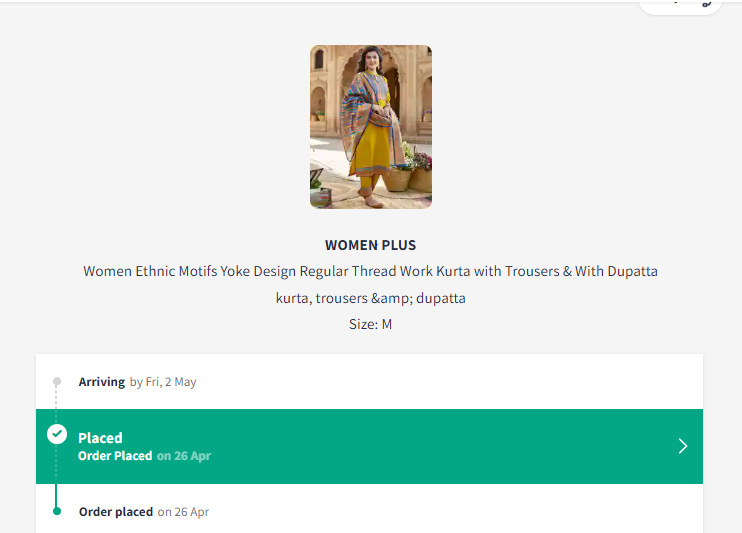 WOMEN PLUS
Women Ethnic Motifs Yoke Design Regular Thread Work Kurta with Trousers & With Dupatta
kurta, trousers &amp; dupatta
Size: M
Arriving by Fri, 2 May
Placed
Order Placed on 26 Apr
Order placed on 26 Apr